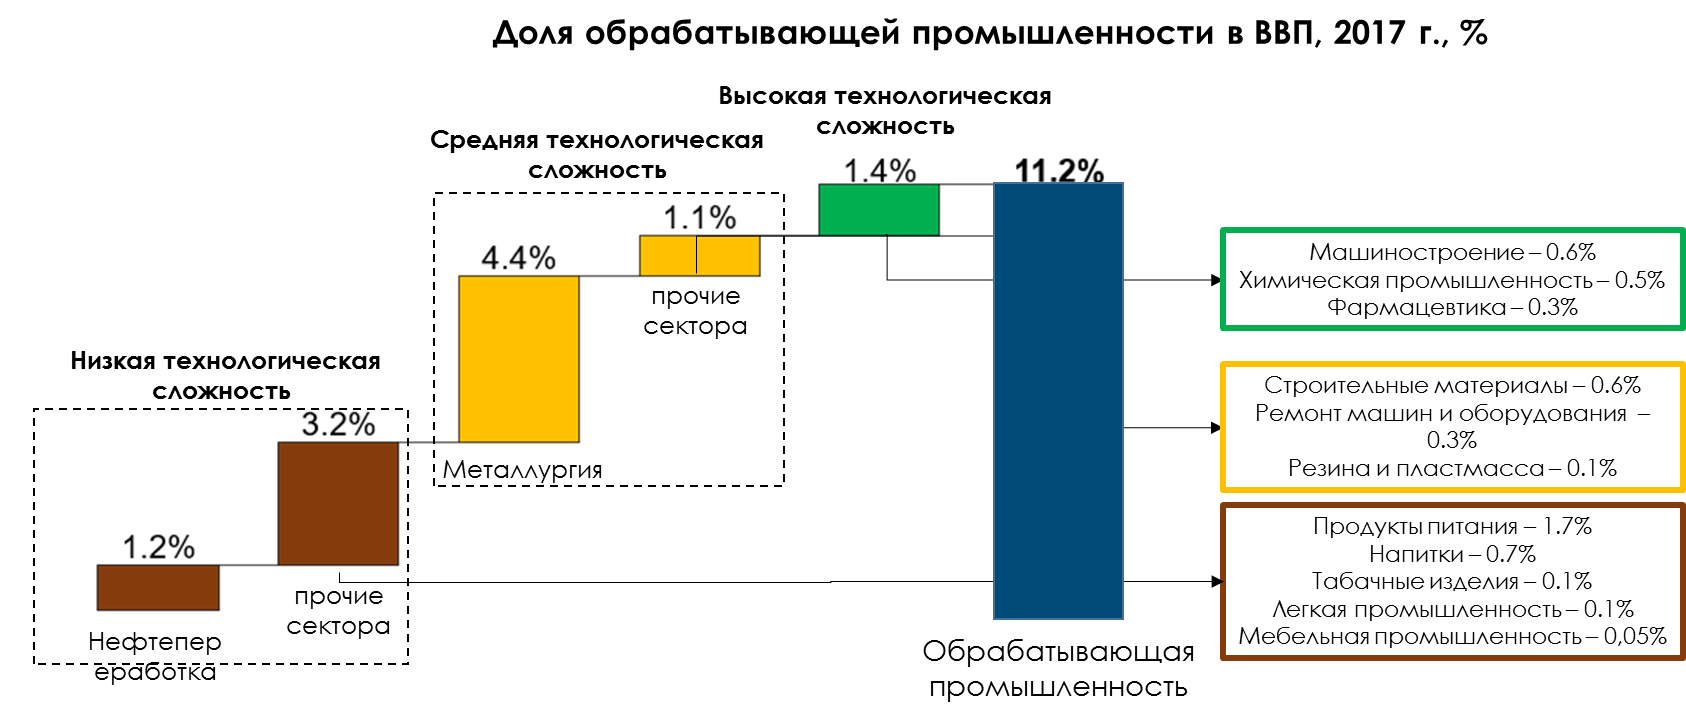 Доля обрабатывающей промышленности в ВВП, 2017 г., %
Высокая технологическая
сложность
Средняя технологическая
сложность
1.4%
11.2%
1.1%
4.4%
прочие
сектора
Металлургия
Низкая технологическая
сложность
3.2%
1.2%
прочие
сектора
Нефтепер
еработка
Обрабатывающая
промышленность
Машиностроение – 0.6%
Химическая промышленность – 0.5%
Фармацевтика – 0.3%
Строительные материалы – 0.6%
Ремонт машин и оборудования –
0.3%
Резина и пластмасса – 0.1%
Продукты питания – 1.7%
Напитки – 0.7%
Табачные изделия – 0.1%
Легкая промышленность – 0.1%
Мебельная промышленность – 0,05%